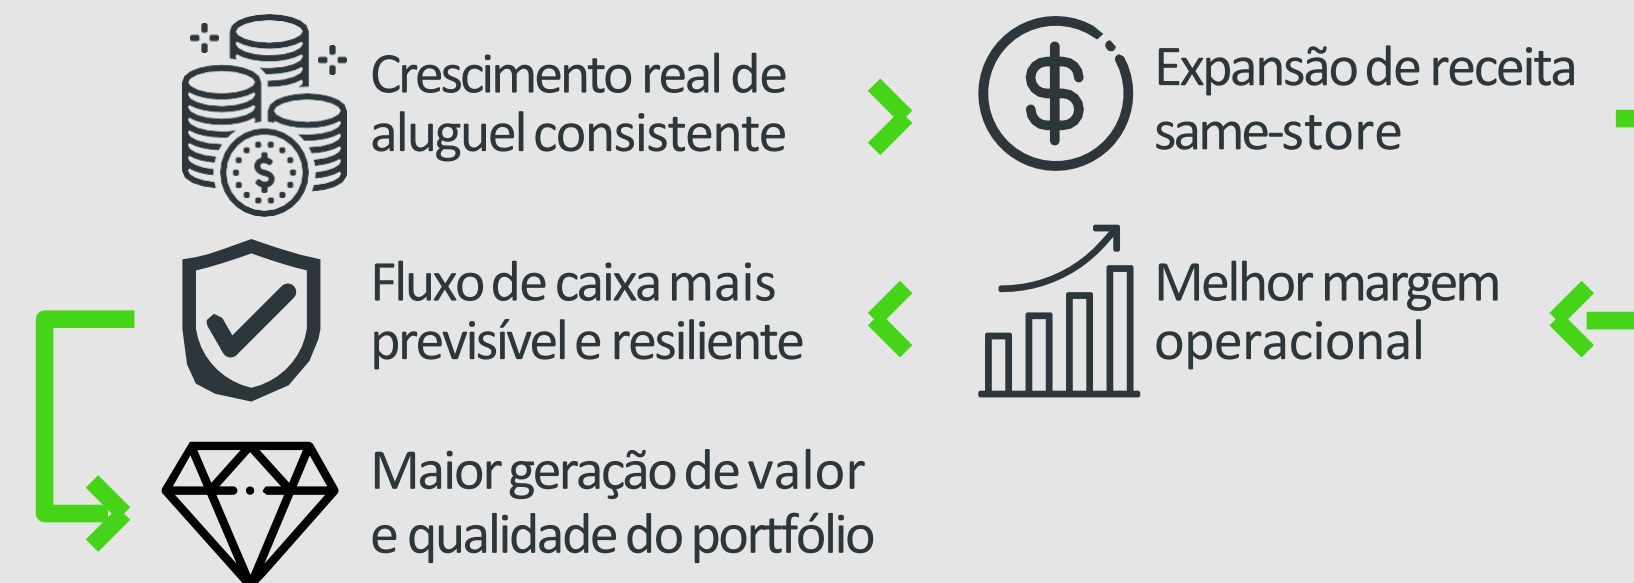 Crescimento real de
aluguel consistente
Expansão de receita
same-store
Melhor margem
operacional
Fluxo de caixa mais
previsível e resiliente
Maior geração de valor
e qualidade do portfólio